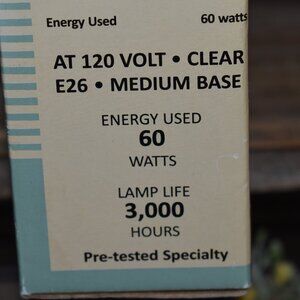 Energy Used 60 watts
AT 120 VOLT • CLEAR
E26 • MEDIUM BASE
ENERGY USED
60
WATTS
LAMP LIFE
3,000
HOURS
Pre-tested Specialty